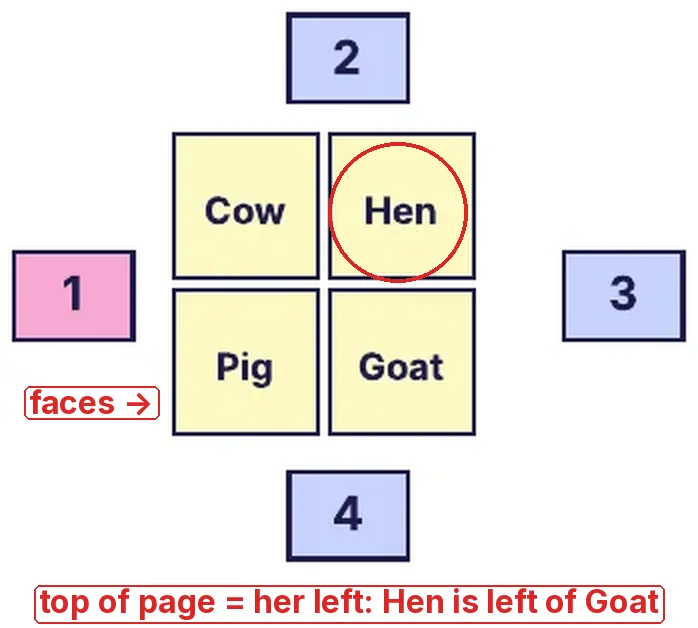 2
Cow Hen
1 3
Pig Goat
faces →
4
top of page = her left: Hen is left of Goat